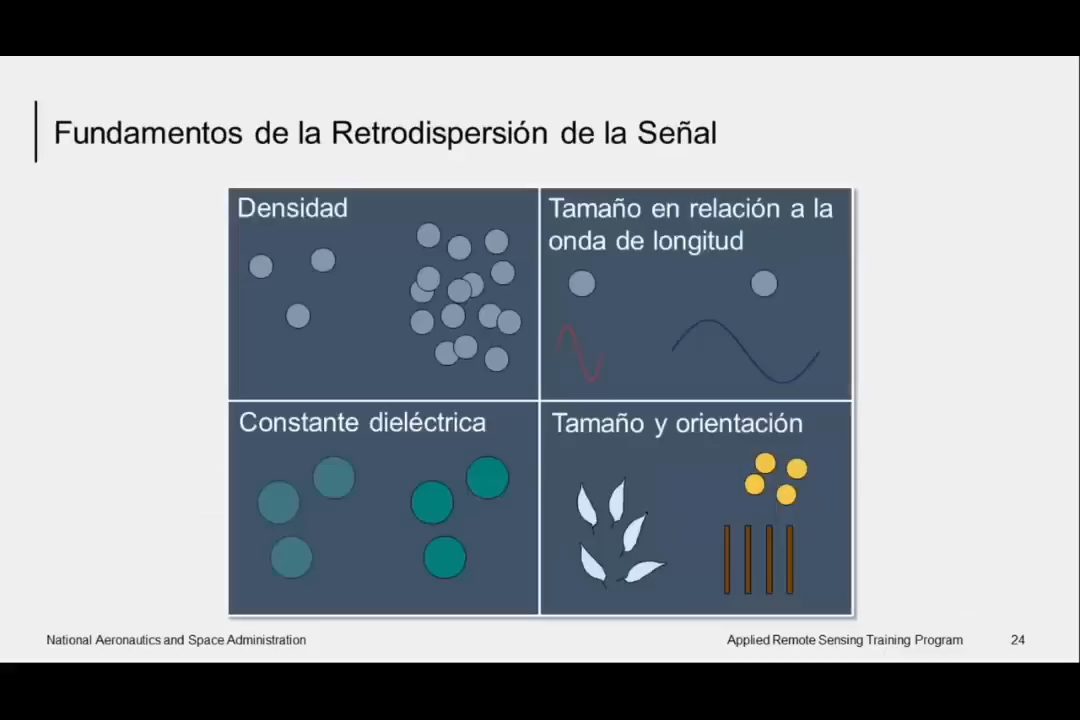 Fundamentos de la Retrodispersión de la Señal
Densidad
Tamaño en relación a la
onda de longitud
Constante dieléctrica
Tamaño y orientación
National Aeronautics and Space Administration
Applied Remote Sensing Training Program
24